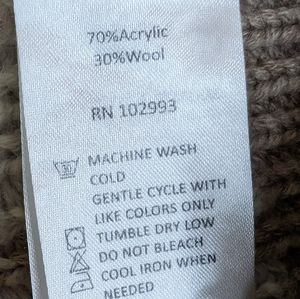 70%Acrylic
30%Wool
RN 102993
MACHINE WASH
COLD
GENTLE CYCLE WITH
LIKE COLORS ONLY
TUMBLE DRY LOW
DO NOT BLEACH
COOL IRON WHEN
NEEDED